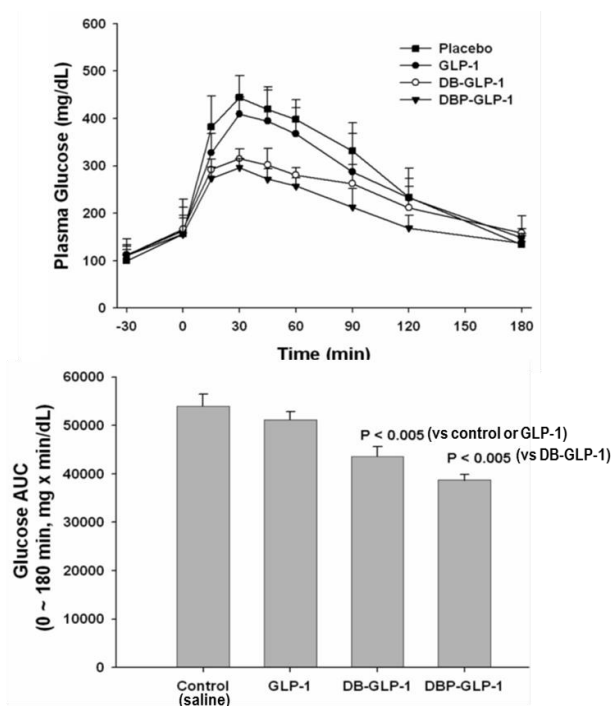 600
500
400
300
200
100
0
Plasma Glucose (mg/dL)
Placebo
GLP-1
DB-GLP-1
DBP-GLP-1
-30 0 30 60 90 120 180
Time (min)
60000
50000
40000
30000
20000
10000
0
Glucose AUC
(0 ~ 180 min, mg x min/dL)
P < 0.005 (vs control or GLP-1)
P < 0.005 (vs DB-GLP-1)
Control GLP-1 DB-GLP-1 DBP-GLP-1
(saline)